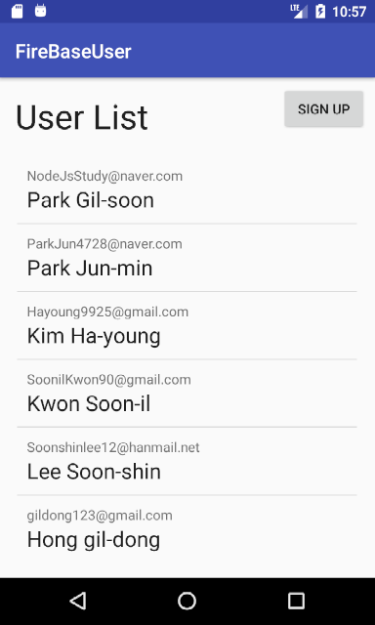 LTE 10:57
FireBaseUser
User List
SIGN UP
NodeJsStudy@naver.com
Park Gil-soon
ParkJun4728@naver.com
Park Jun-min
Hayoung9925@gmail.com
Kim Ha-young
SoonilKwon90@gmail.com
Kwon Soon-il
Soonshinlee12@hanmail.net
Lee Soon-shin
gildong123@gmail.com
Hong gil-dong